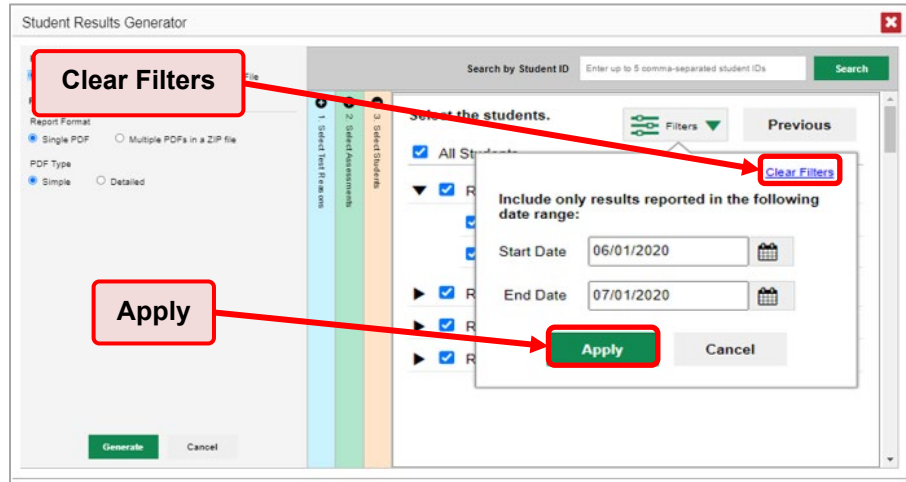 Student Results Generator
Clear Filters
File
Report Format
Single PDF
Multiple PDFs in a ZIP file
PDF Type
Simple
Detailed
Apply
Generate
Cancel
1. Select Test Reasons
2. Select Assessments
3. Select Students
Search by Student ID
Enter up to 5 comma-separated student IDs
Search
Select the students.
Filters
Previous
All Students
R
Clear Filters
Include only results reported in the following
date range:
Start Date
06/01/2020
End Date
07/01/2020
Apply
Cancel
R
R
R